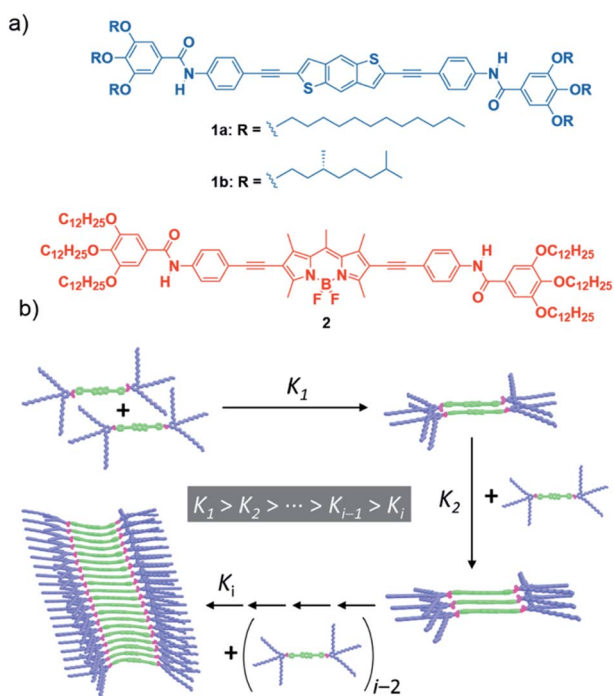 a)
RO
RO
RO
O
N
H
S
S
H
N
O
OR
OR
OR
1a: R =
1b: R =
C₁₂H₂₅O
C₁₂H₂₅O
C₁₂H₂₅O
O
N
H
N
B
N
F
F
H
N
O
OC₁₂H₂₅
OC₁₂H₂₅
OC₁₂H₂₅
2
b)
+
K₁
K₁ > K₂ > ··· > Kᵢ₋₁ > Kᵢ
K₂
+
Kᵢ
+ ( )ᵢ₋₂